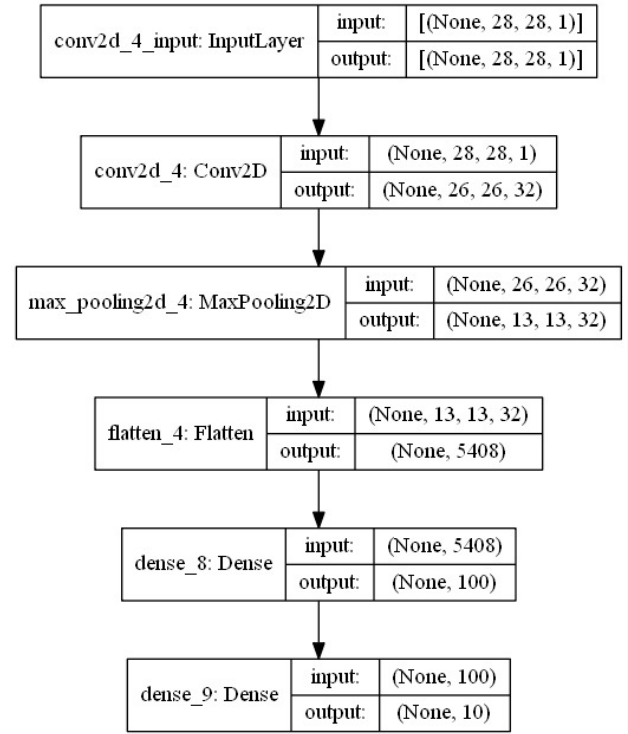 conv2d_4_input: InputLayer
input: [(None, 28, 28, 1)]
output: [(None, 28, 28, 1)]
conv2d_4: Conv2D
input: (None, 28, 28, 1)
output: (None, 26, 26, 32)
max_pooling2d_4: MaxPooling2D
input: (None, 26, 26, 32)
output: (None, 13, 13, 32)
flatten_4: Flatten
input: (None, 13, 13, 32)
output: (None, 5408)
dense_8: Dense
input: (None, 5408)
output: (None, 100)
dense_9: Dense
input: (None, 100)
output: (None, 10)